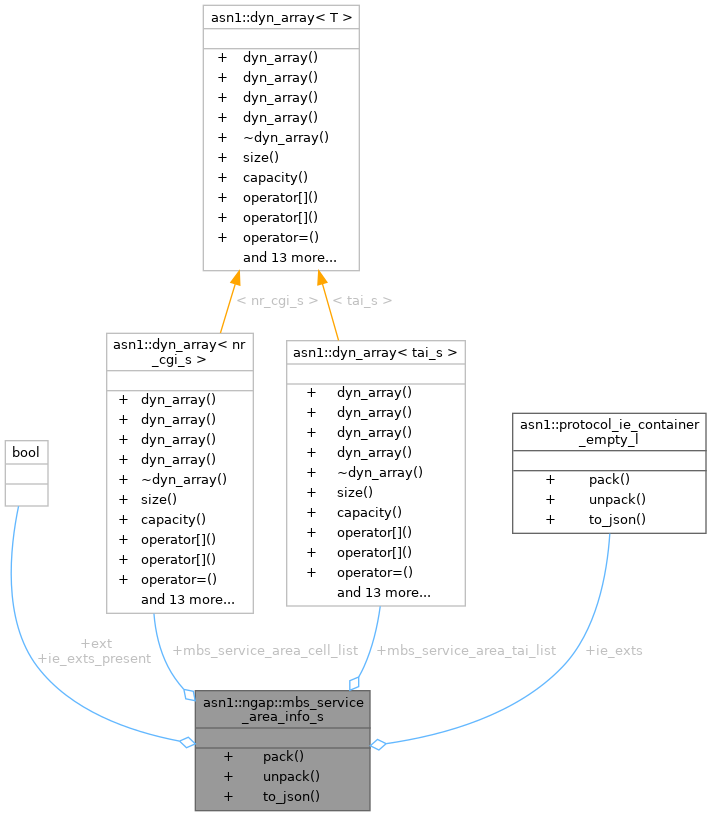 asn1::dyn_array< T >
+ dyn_array()
+ dyn_array()
+ dyn_array()
+ dyn_array()
+ ~dyn_array()
+ size()
+ capacity()
+ operator[]()
+ operator[]()
+ operator=()
and 13 more...
< nr_cgi_s >
< tai_s >
asn1::dyn_array< nr
_cgi_s >
+ dyn_array()
+ dyn_array()
+ dyn_array()
+ dyn_array()
+ ~dyn_array()
+ size()
+ capacity()
+ operator[]()
+ operator[]()
+ operator=()
and 13 more...
asn1::dyn_array< tai_s >
+ dyn_array()
+ dyn_array()
+ dyn_array()
+ dyn_array()
+ ~dyn_array()
+ size()
+ capacity()
+ operator[]()
+ operator[]()
+ operator=()
and 13 more...
asn1::protocol_ie_container
_empty_l
+ pack()
+ unpack()
+ to_json()
bool
+ext
+ie_exts_present
+mbs_service_area_cell_list
+mbs_service_area_tai_list
+ie_exts
asn1::ngap::mbs_service
_area_info_s
+ pack()
+ unpack()
+ to_json()